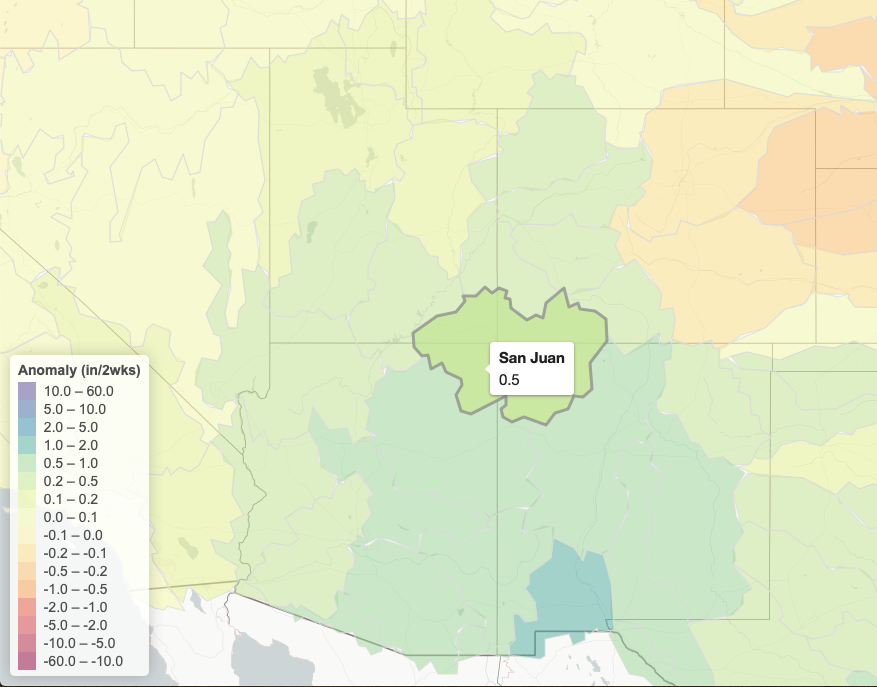 San Juan
0.5
Anomaly (in/2wks)
10.0 – 60.0
5.0 – 10.0
2.0 – 5.0
1.0 – 2.0
0.5 – 1.0
0.2 – 0.5
0.1 – 0.2
0.0 – 0.1
-0.1 – 0.0
-0.2 – -0.1
-0.5 – -0.2
-1.0 – -0.5
-2.0 – -1.0
-5.0 – -2.0
-10.0 – -5.0
-60.0 – -10.0